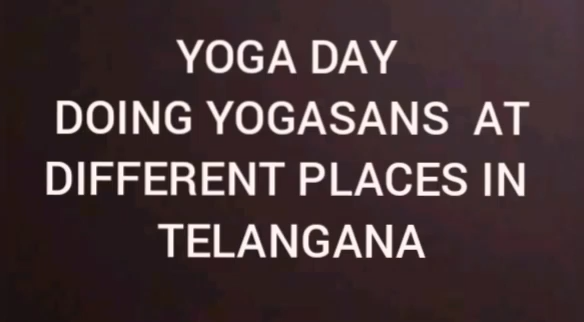 YOGA DAY
DOING YOGASANS AT
DIFFERENT PLACES IN
TELANGANA